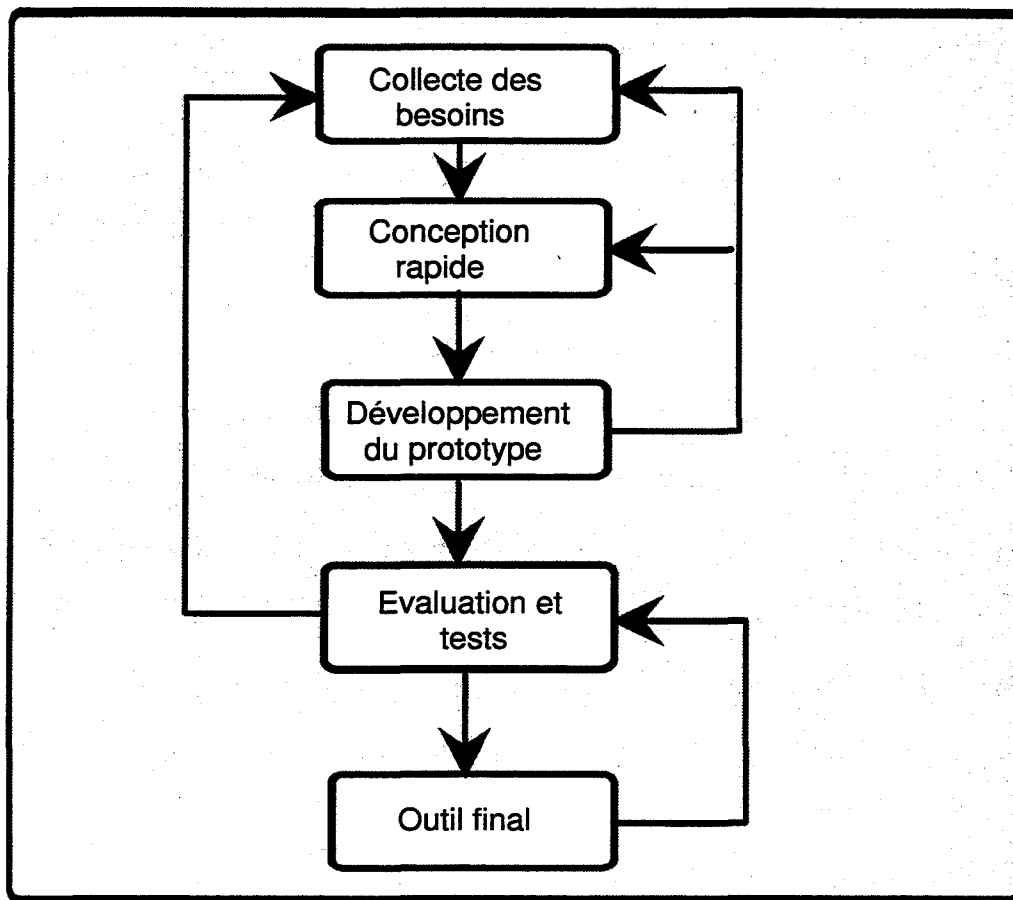 Collecte des
besoins
Conception
rapide
Développement
du prototype
Evaluation et
tests
Outil final